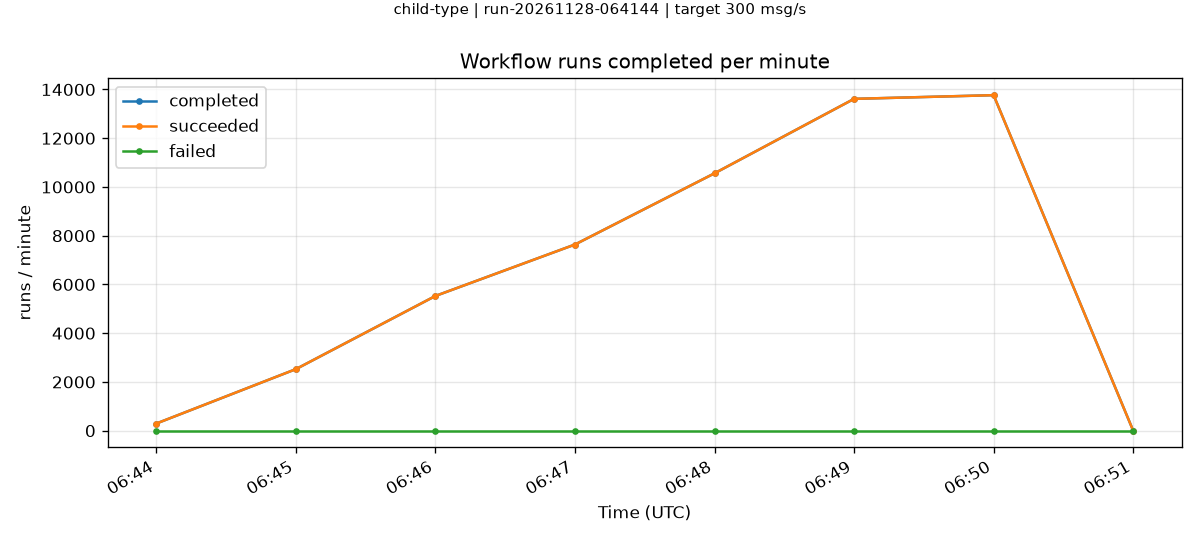 child-type | run-20261128-064144 | target 300 msg/s
Workflow runs completed per minute
completed
succeeded
failed
14000
12000
10000
8000
6000
4000
2000
0
runs / minute
06:44
06:45
06:46
06:47
06:48
06:49
06:50
06:51
Time (UTC)